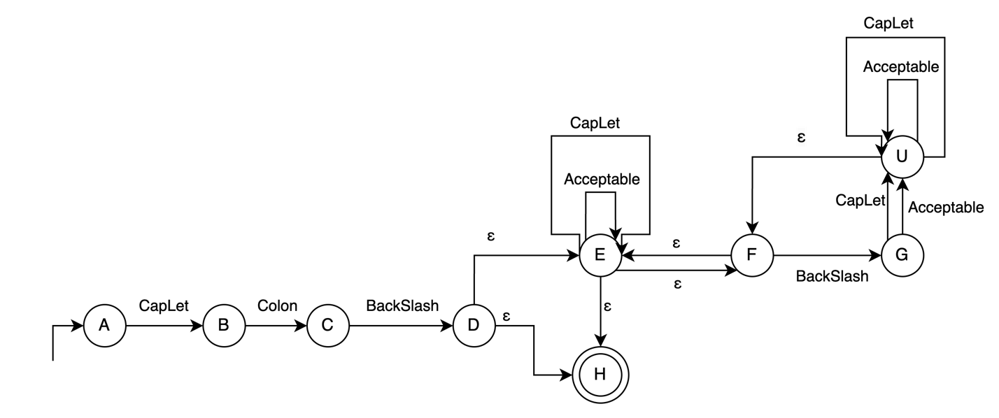 CapLet
Acceptable
ε
U
CapLet
CapLet
Acceptable
Acceptable
ε
ε
E
F
G
ε
BackSlash
CapLet
Colon
BackSlash
ε
ε
A
B
C
D
H